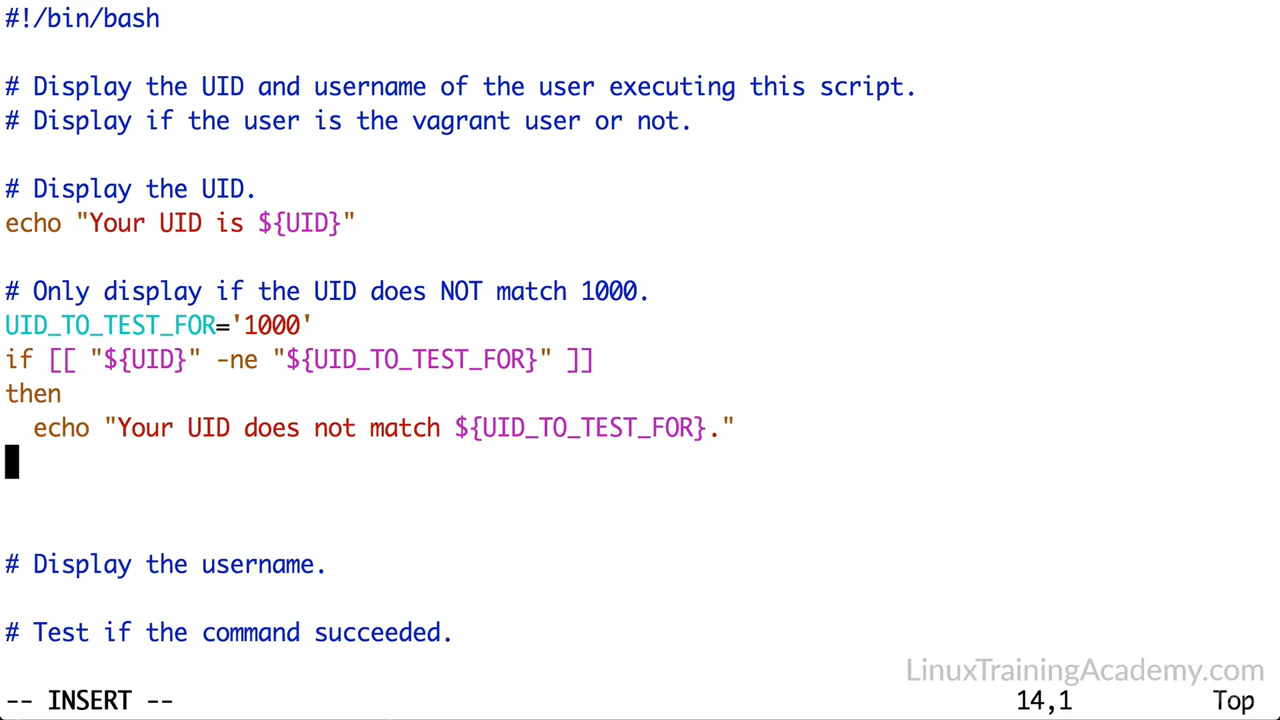 #!/bin/bash
# Display the UID and username of the user executing this script.
# Display if the user is the vagrant user or not.
# Display the UID.
echo "Your UID is ${UID}"
# Only display if the UID does NOT match 1000.
UID_TO_TEST_FOR='1000'
if [[ "${UID}" -ne "${UID_TO_TEST_FOR}" ]]
then
  echo "Your UID does not match ${UID_TO_TEST_FOR}."
# Display the username.
# Test if the command succeeded.
LinuxTrainingAcademy.com
-- INSERT -- 14,1 Top